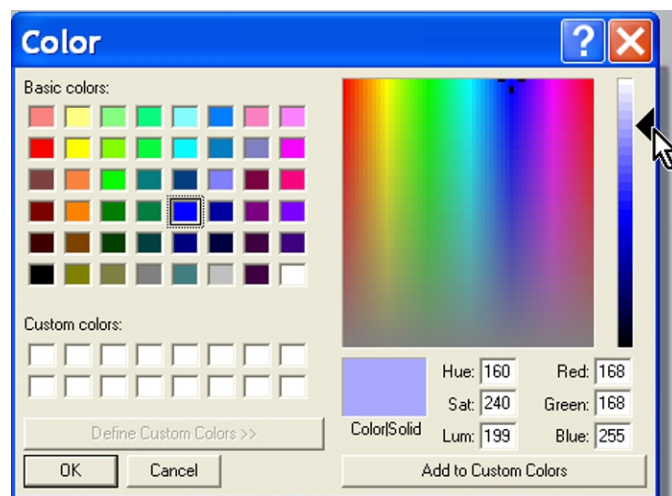 Color
?
Basic colors:
Custom colors:
Define Custom Colors >>
OK Cancel
Color|Solid
Hue: 160 Red: 168
Sat: 240 Green: 168
Lum: 199 Blue: 255
Add to Custom Colors